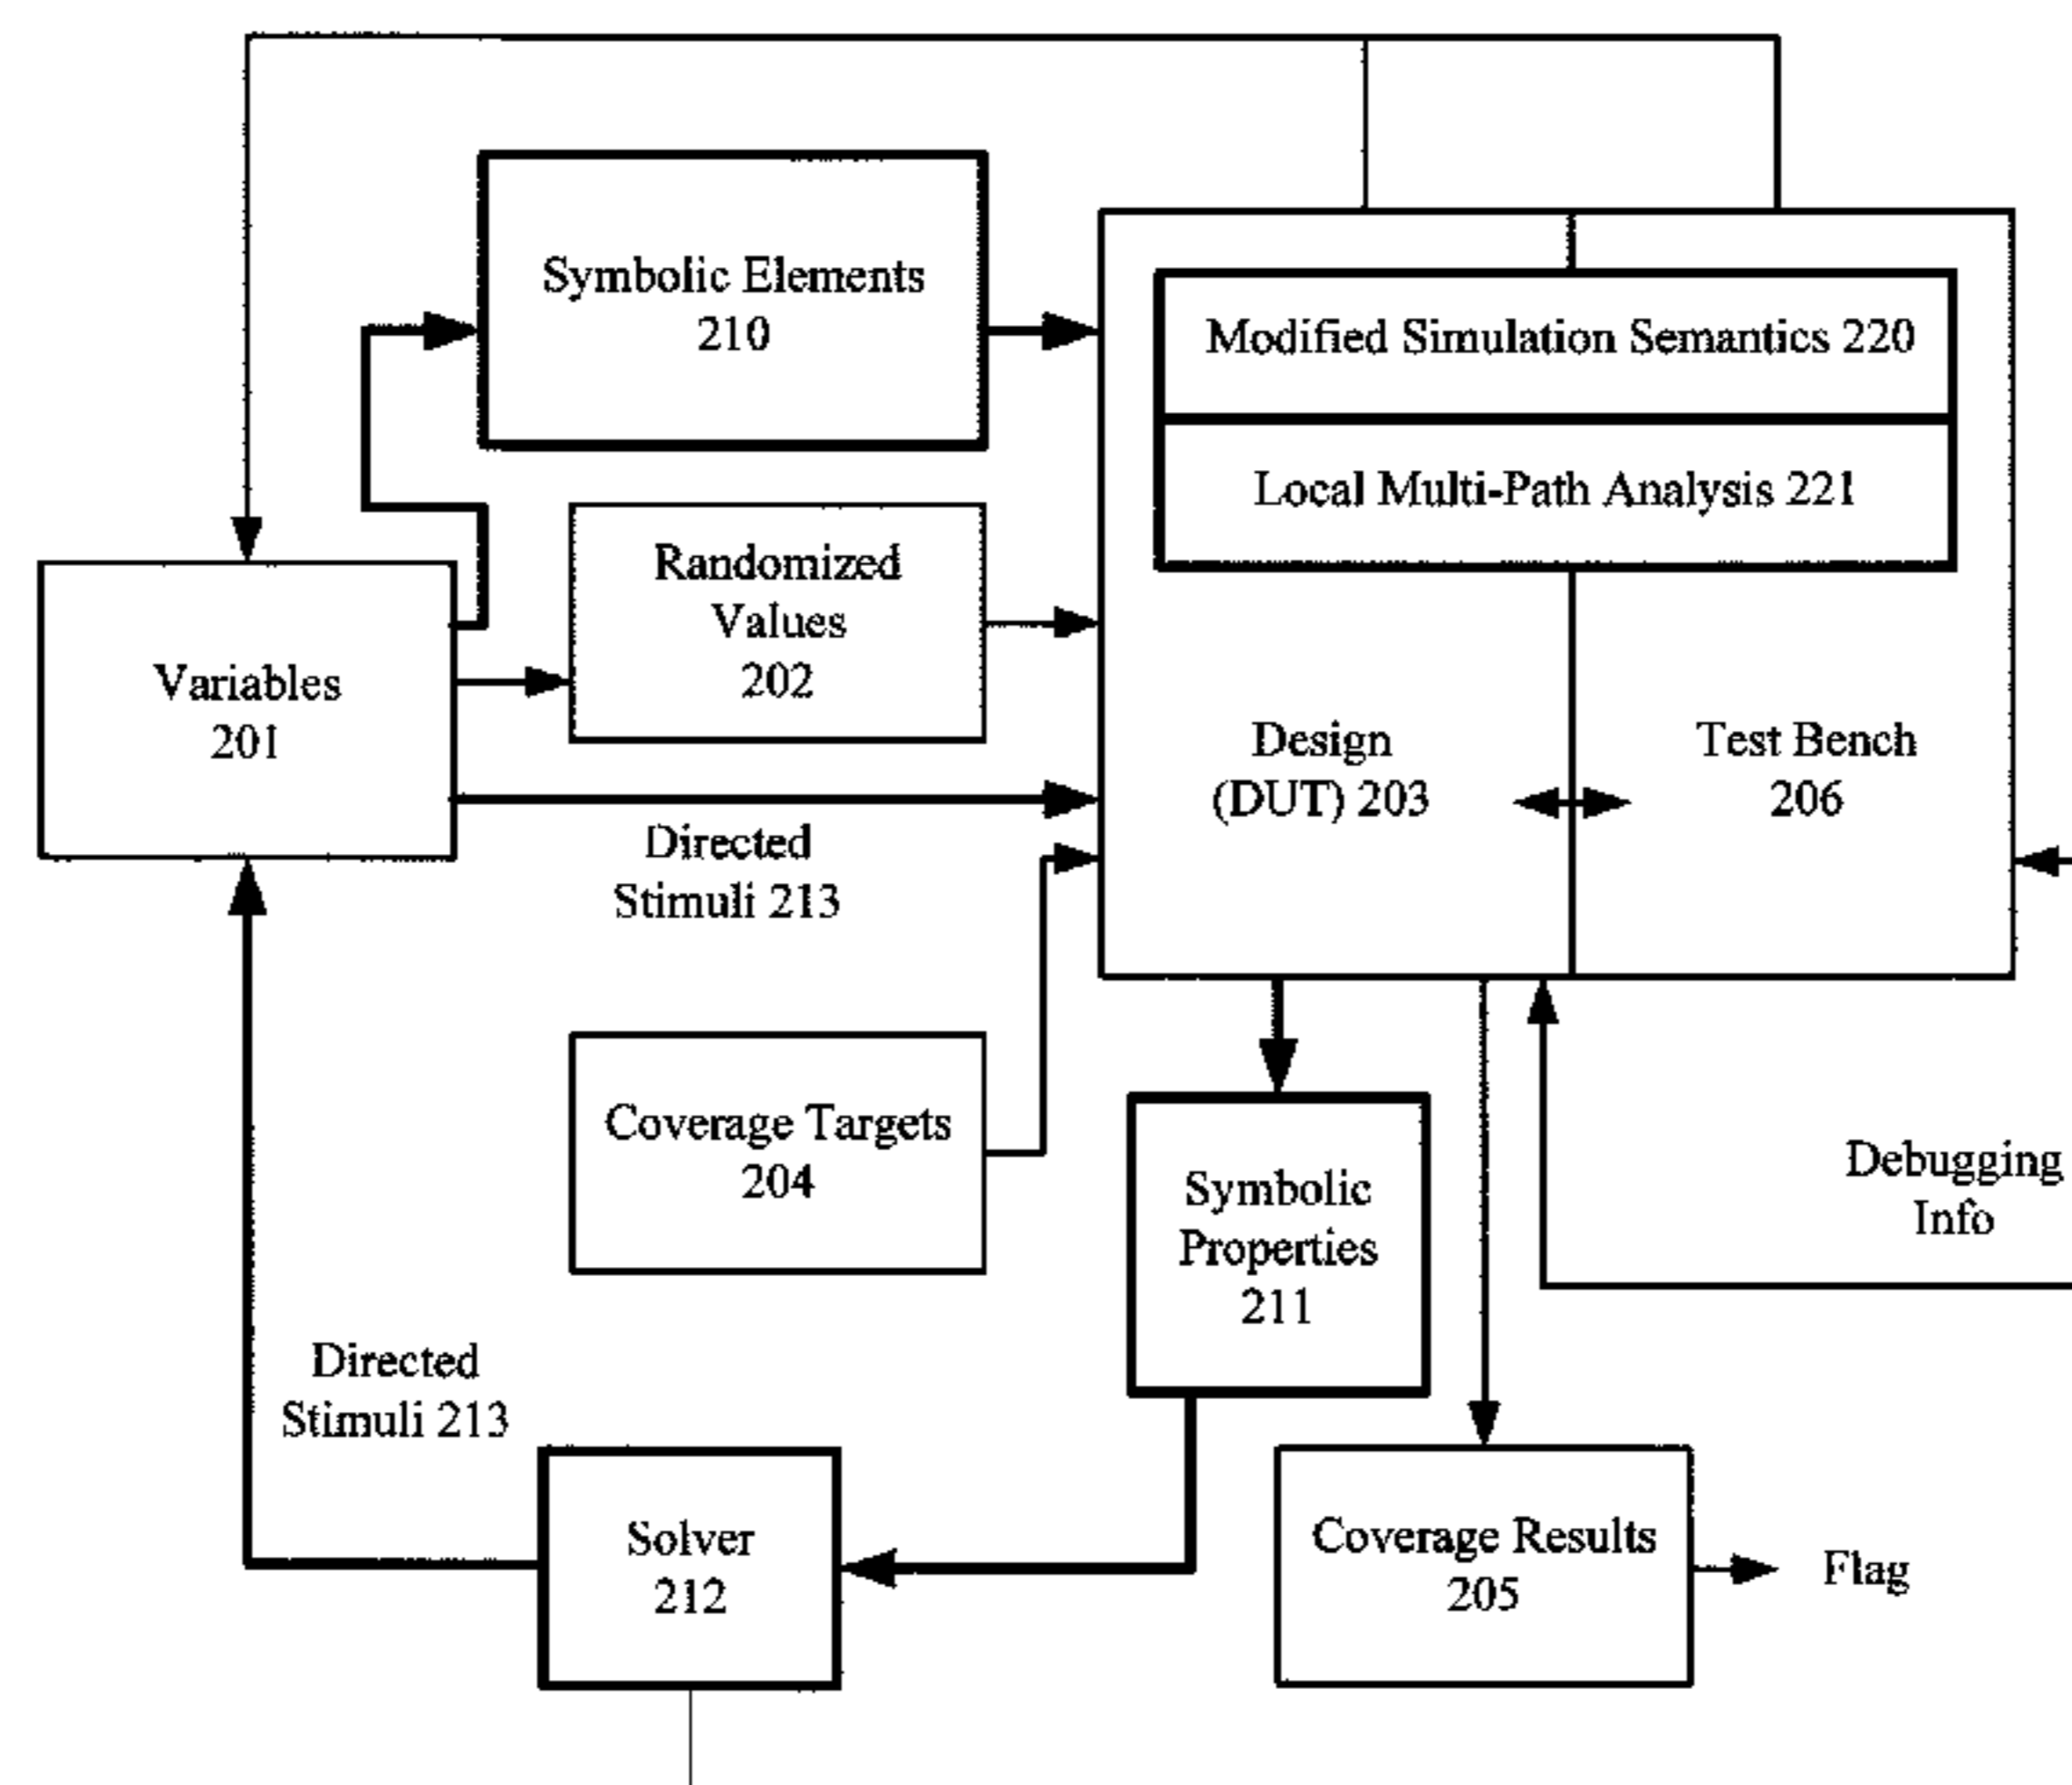 Symbolic Elements
210
Modified Simulation Semantics 220
Local Multi-Path Analysis 221
Randomized
Values
202
Variables
201
Design
(DUT) 203
Test Bench
206
Directed
Stimuli 213
Coverage Targets
204
Symbolic
Properties
211
Debugging
Info
Directed
Stimuli 213
Solver
212
Coverage Results
205
Flag